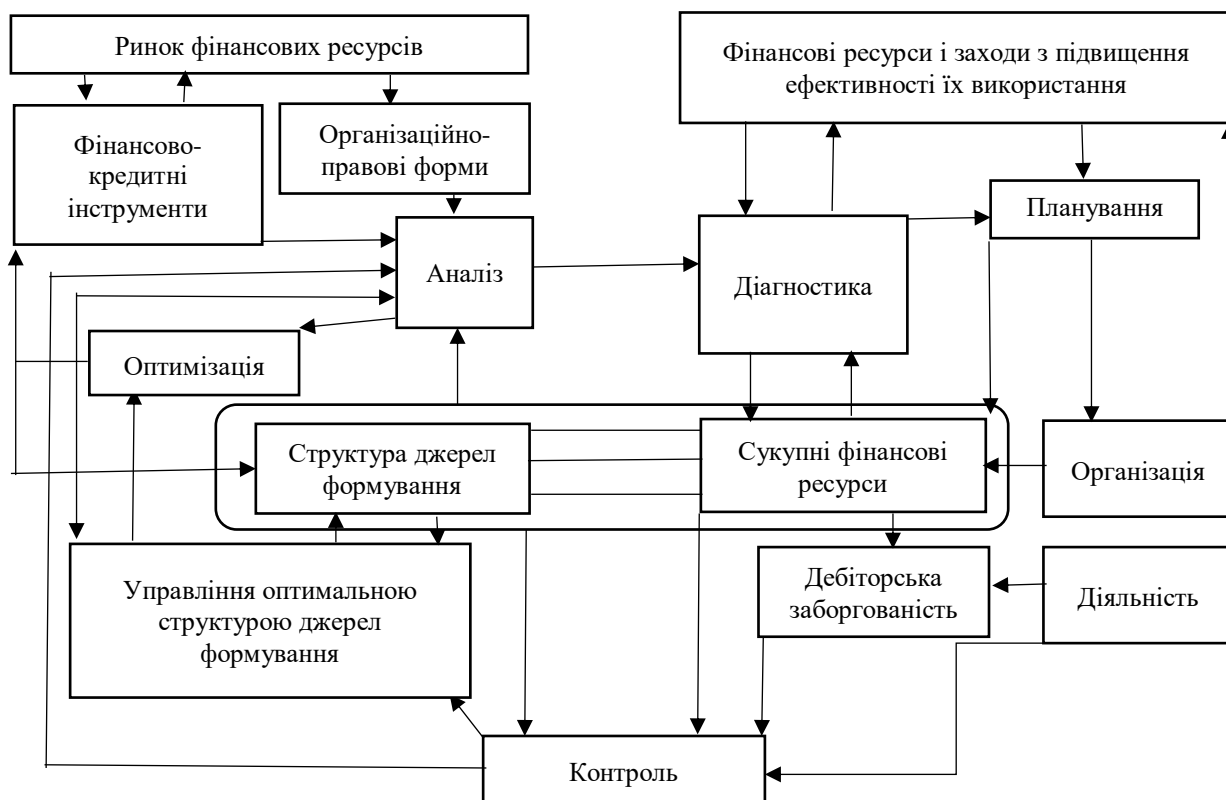 Ринок фінансових ресурсів
Фінансові ресурси і заходи з підвищення
ефективності їх використання
Фінансово-
кредитні
інструменти
Організаційно-
правові форми
Планування
Аналіз
Діагностика
Оптимізація
Структура джерел
формування
Сукупні фінансові
ресурси
Організація
Управління оптимальною
структурою джерел
формування
Дебіторська
заборгованість
Діяльність
Контроль